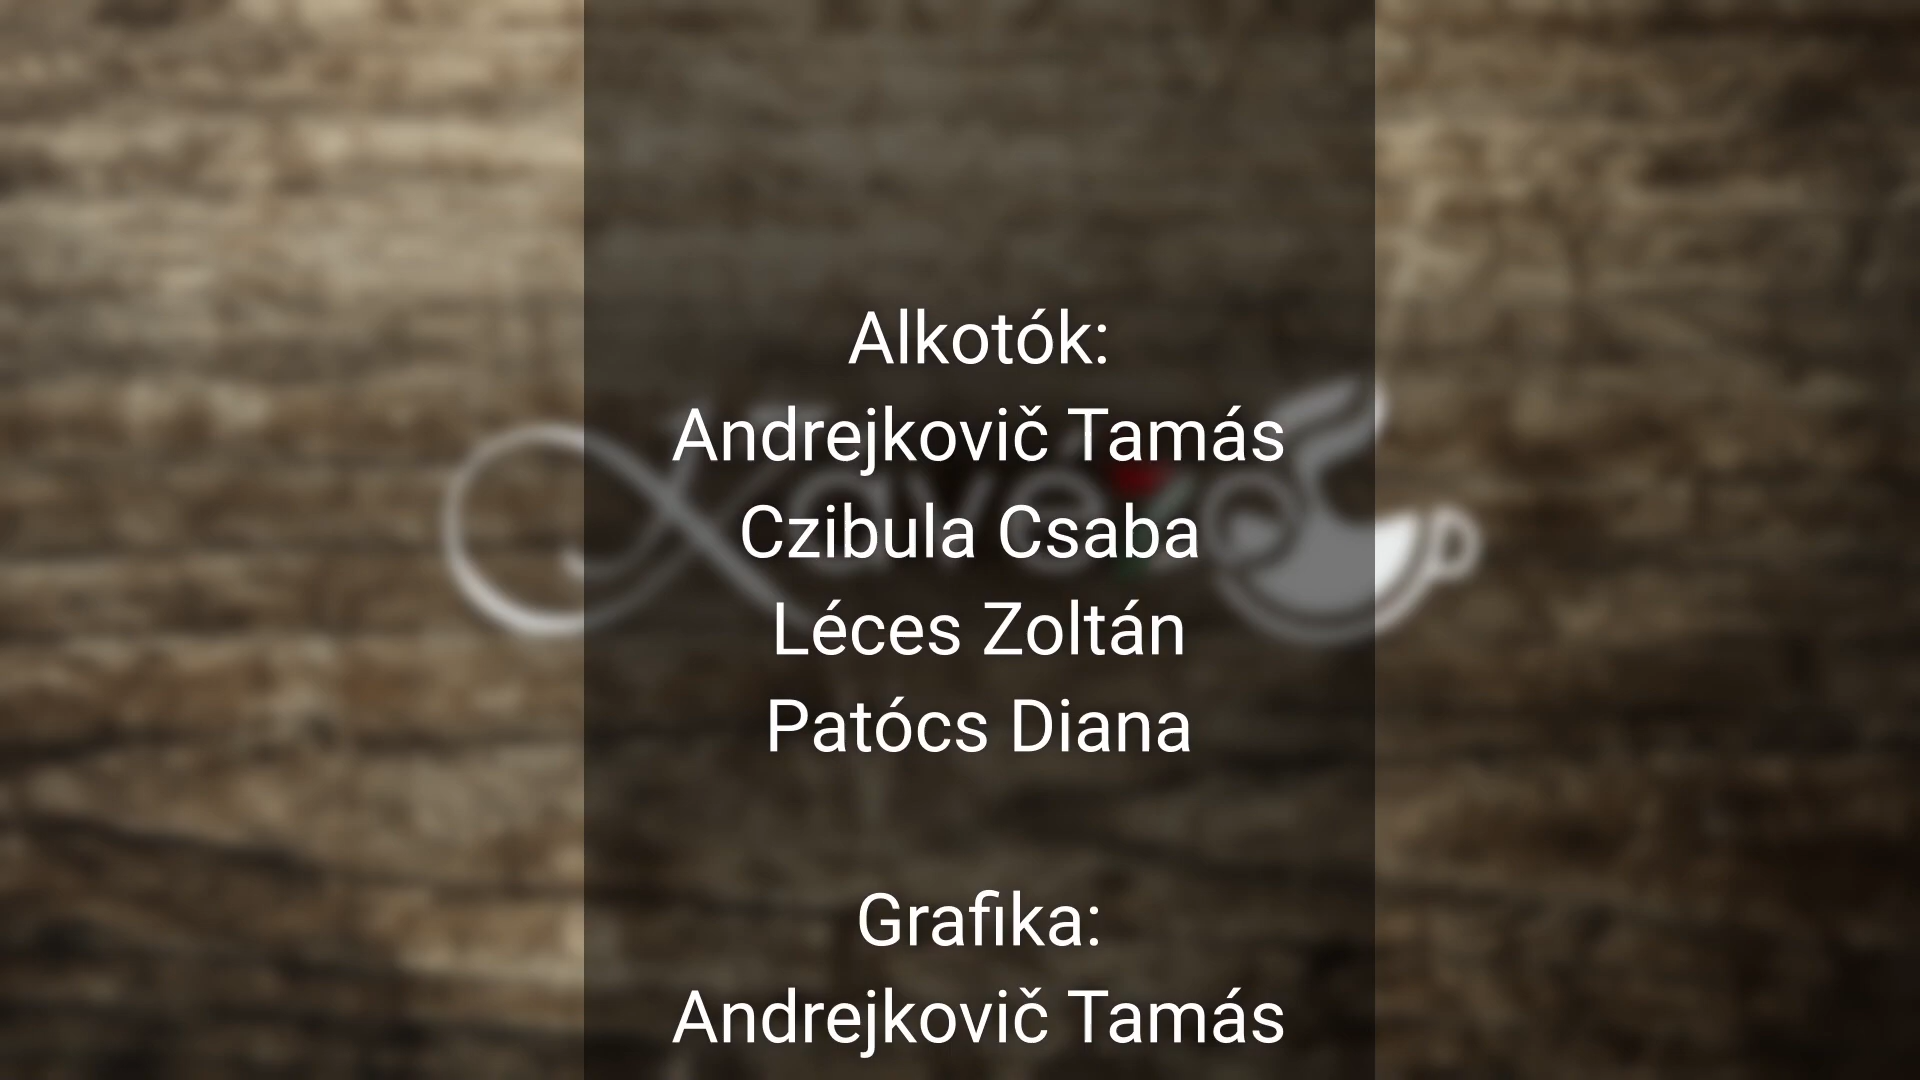 Alkotók:
Andrejkovič Tamás
Czibula Csaba
Léces Zoltán
Patócs Diana
Grafika:
Andrejkovič Tamás